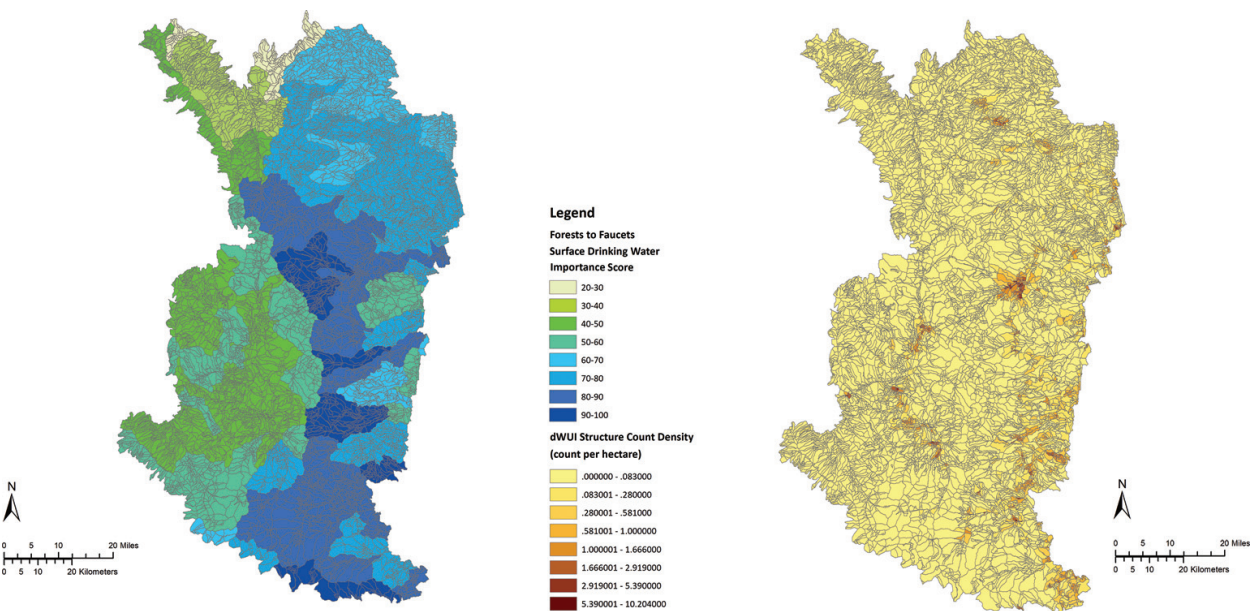 Legend
Forests to Faucets
Surface Drinking Water
Importance Score
20-30
30-40
40-50
50-60
60-70
70-80
80-90
90-100
dWUI Structure Count Density
(count per hectare)
.000000 - .083000
.083001 - .280000
.280001 - .581000
.581001 - 1.000000
1.000001 - 1.666000
1.666001 - 2.919000
2.919001 - 5.390000
5.390001 - 10.204000
N
0 5 10 20 Miles
0 5 10 20 Kilometers
N
0 5 10 20 Miles
0 5 10 20 Kilometers